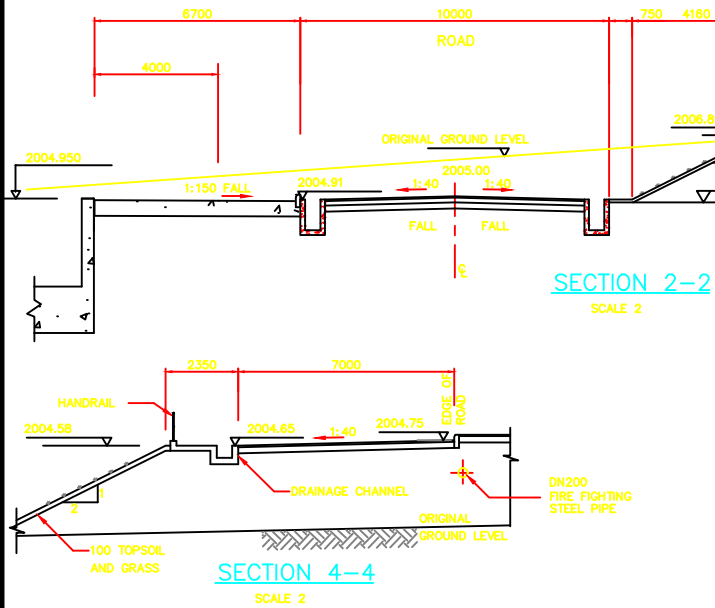 6700
10000
750
4160
ROAD
4000
2006.8
ORIGINAL GROUND LEVEL
2004.950
2005.00
1:150 FALL
2004.91
1:40
1:40
FALL
FALL
℄
SECTION 2-2
SCALE 2
2350
7000
HANDRAIL
EDGE OF
ROAD
2004.58
2004.65
1:40
2004.75
DRAINAGE CHANNEL
1
2
DN200
FIRE FIGHTING
STEEL PIPE
ORIGINAL
GROUND LEVEL
100 TOPSOIL
AND GRASS
SECTION 4-4
SCALE 2